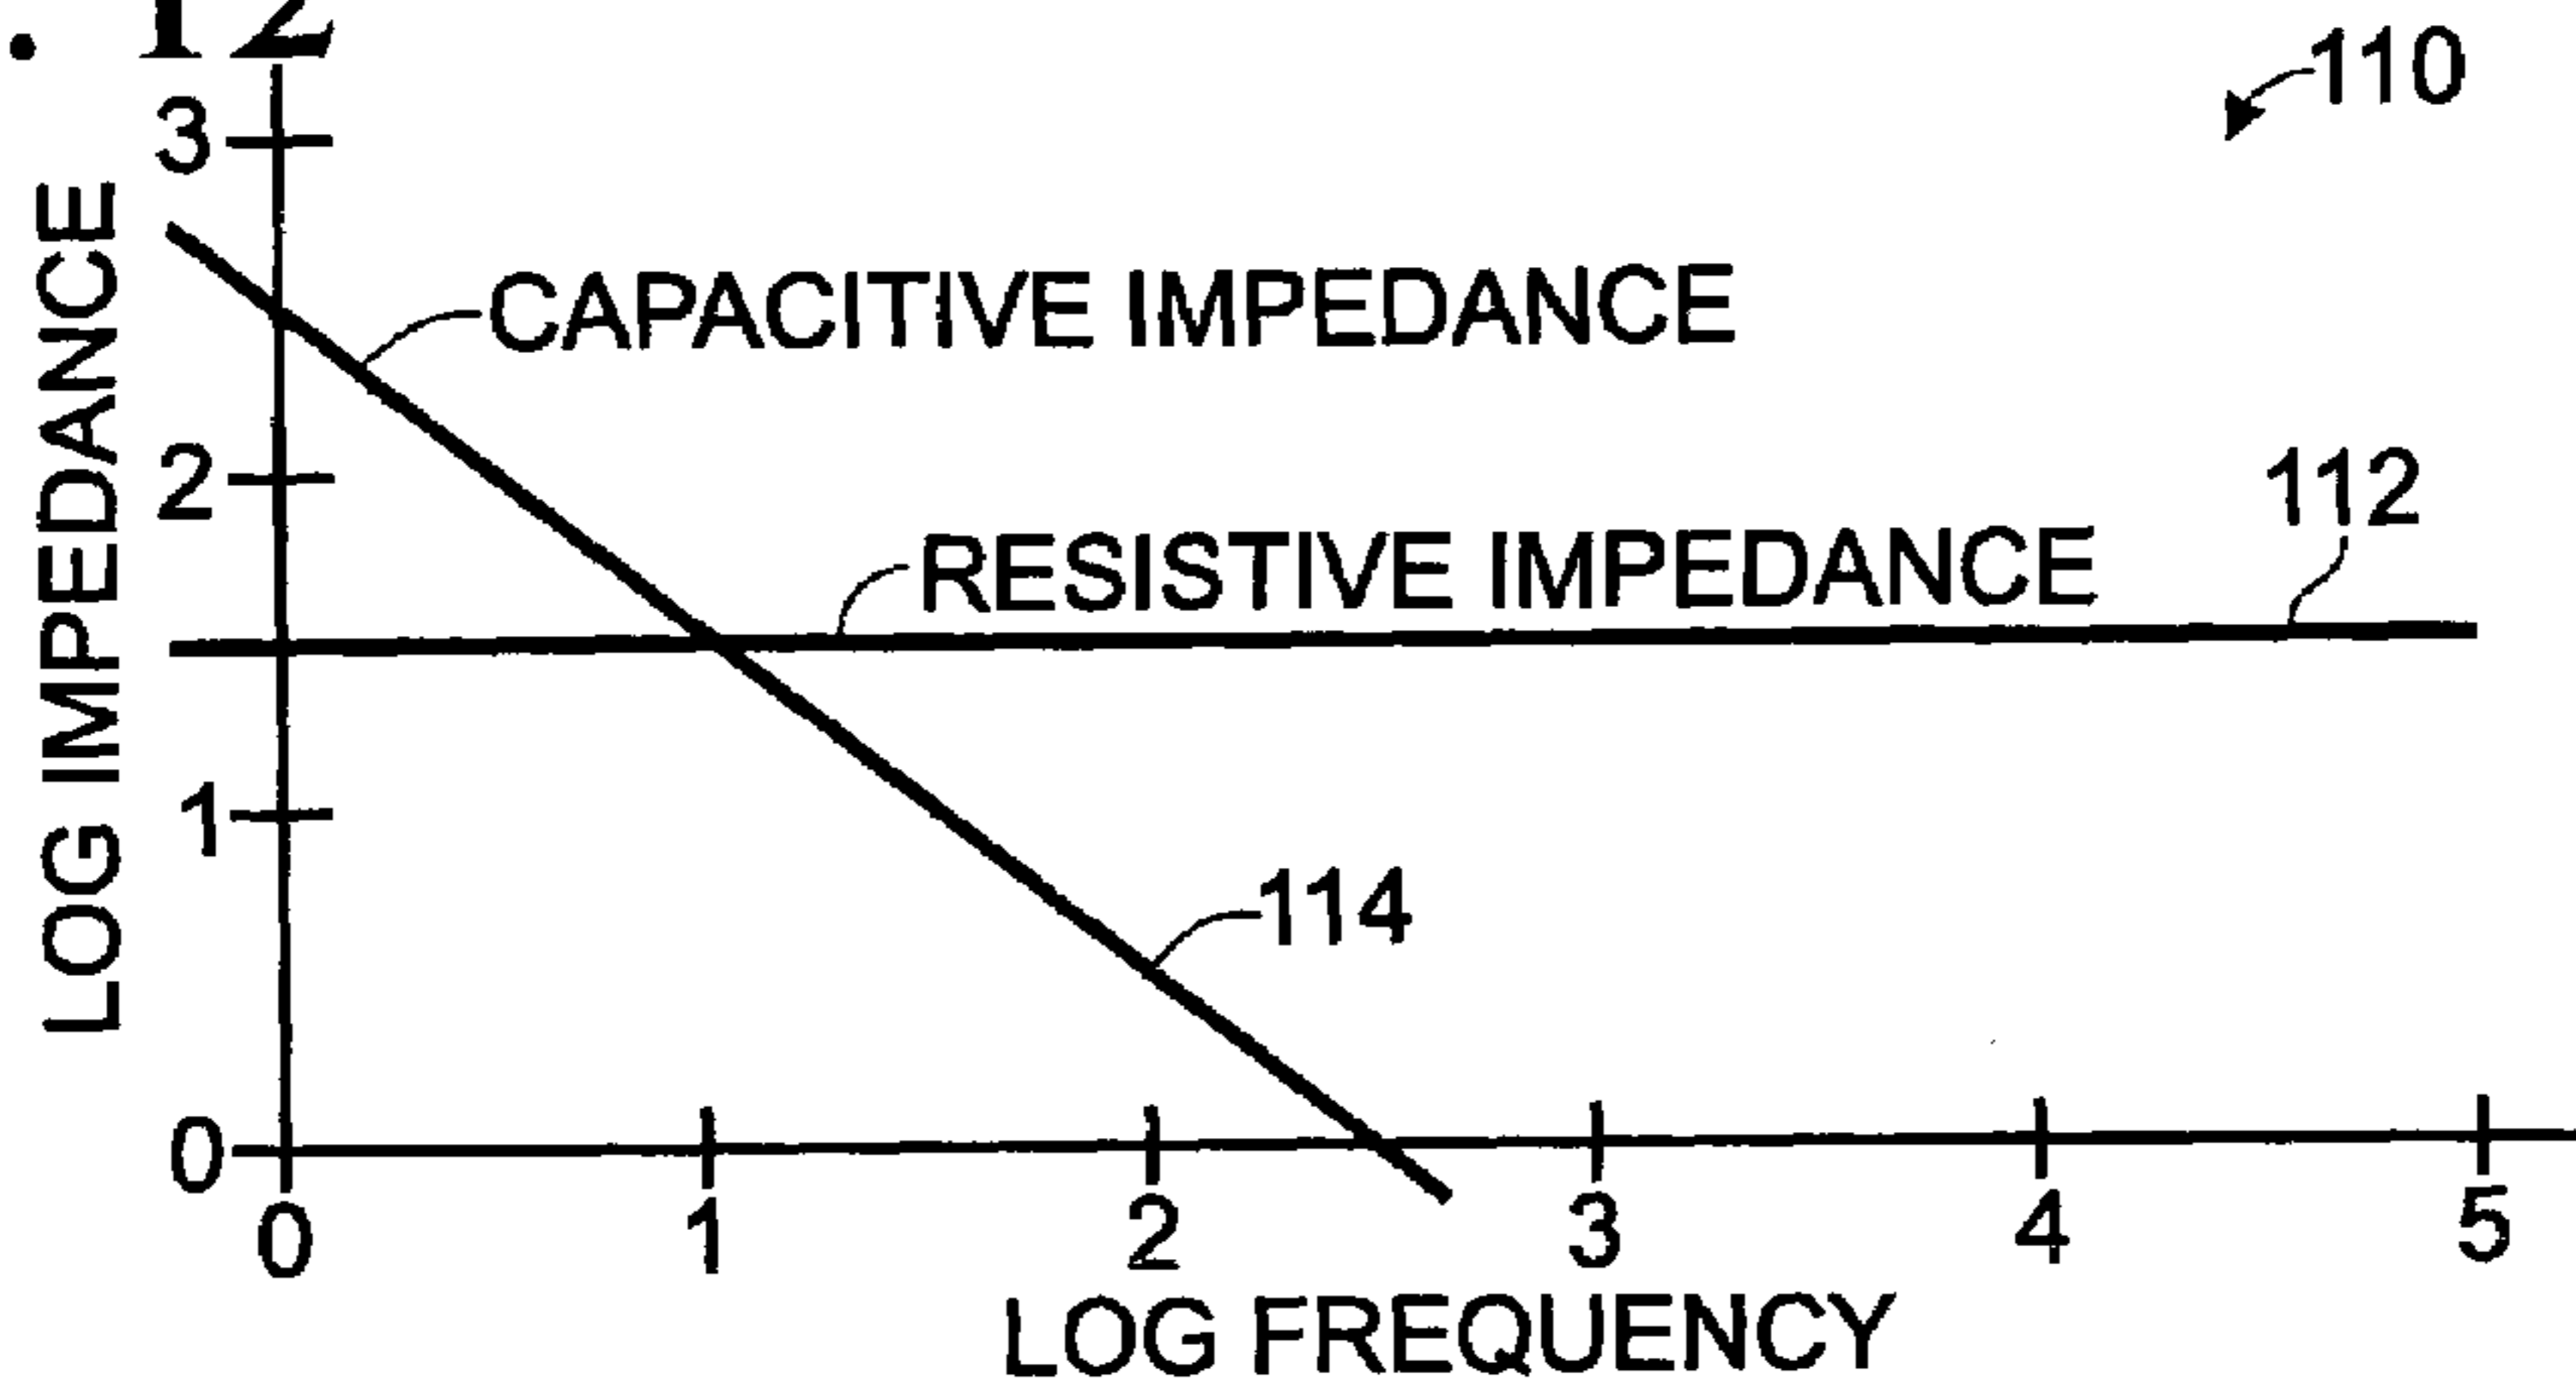 . 12
110
3
CAPACITIVE IMPEDANCE
2
112
RESISTIVE IMPEDANCE
1
114
0
0 1 2 3 4 5
LOG FREQUENCY
LOG IMPEDANCE